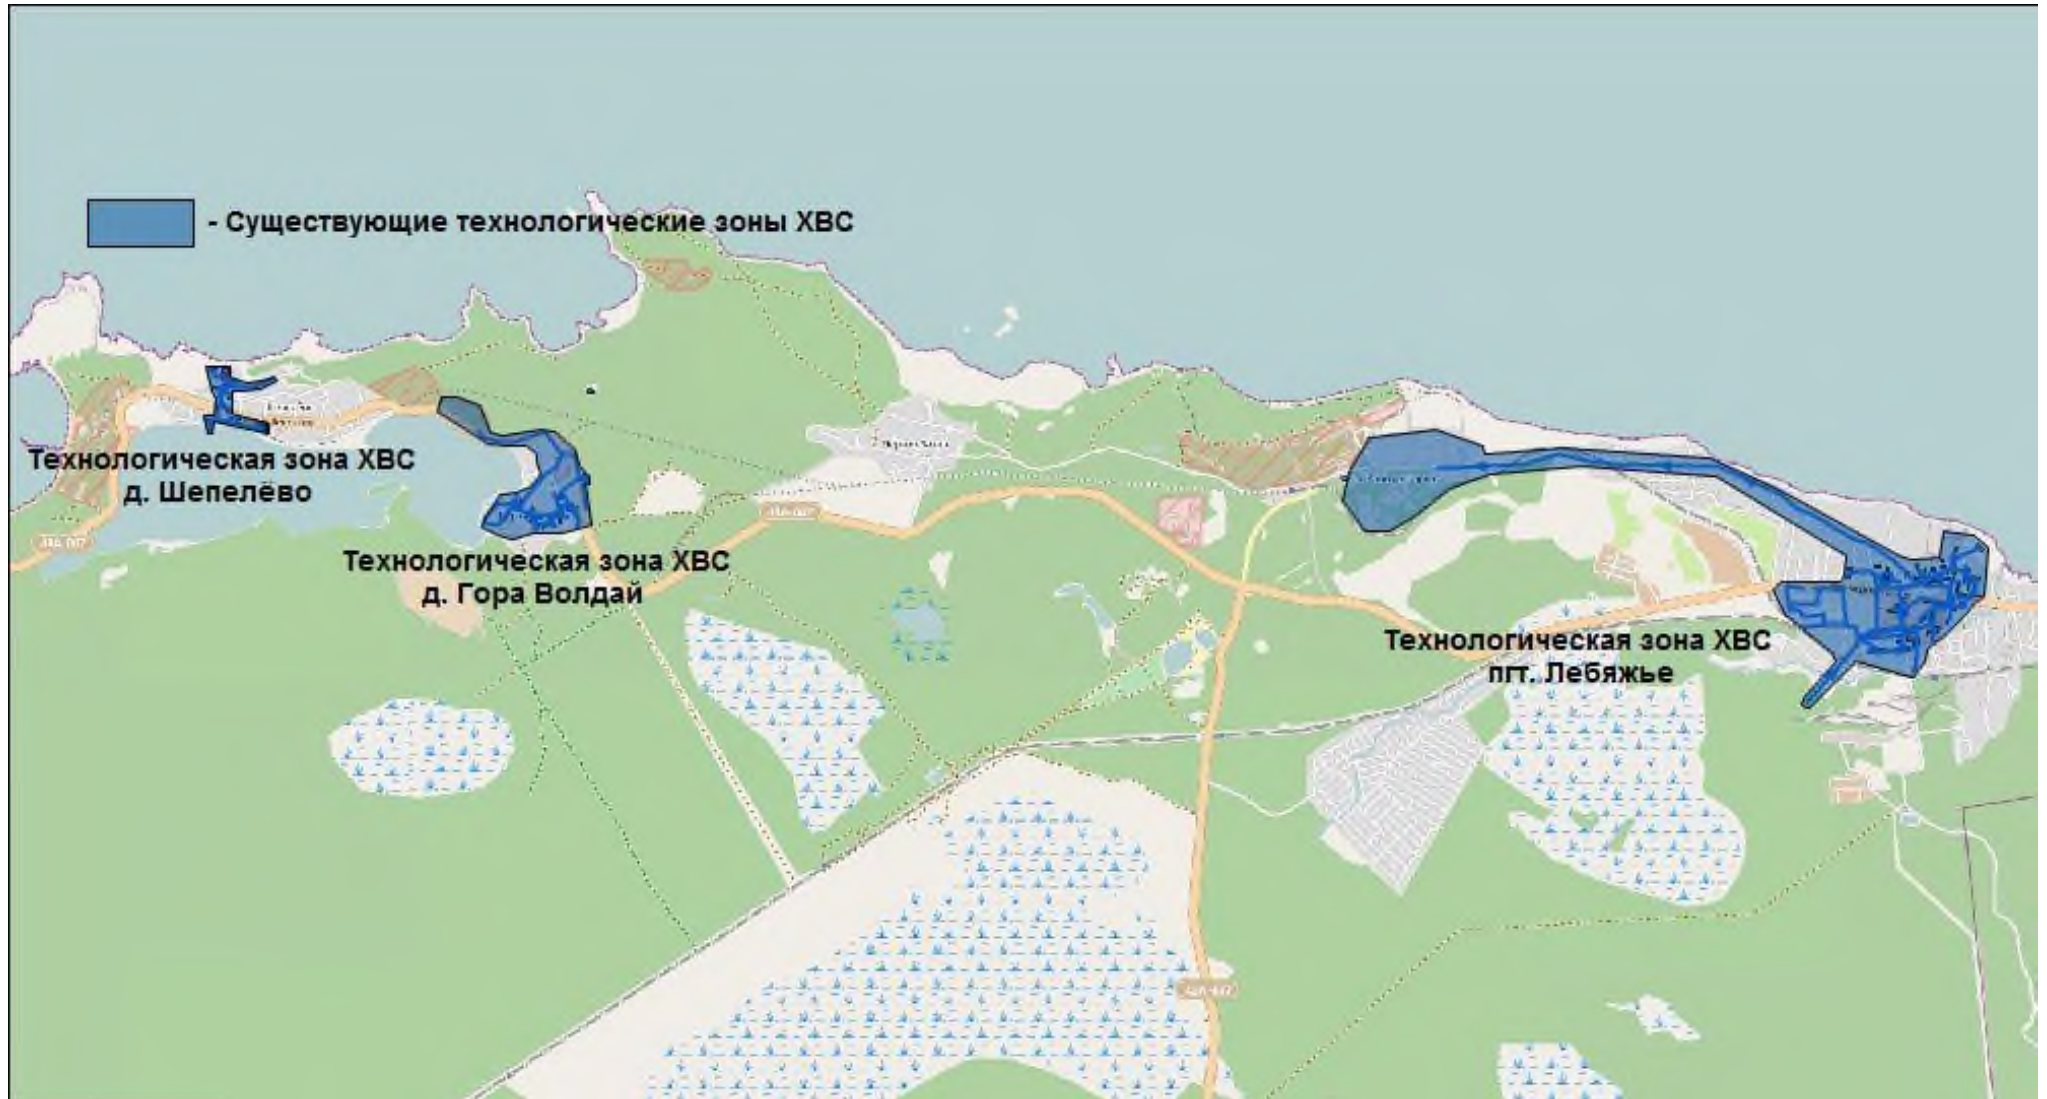 - Существующие технологические зоны ХВС
Технологическая зона ХВС
д. Шепелёво
Технологическая зона ХВС
д. Гора Волдай
Технологическая зона ХВС
пгт. Лебяжье